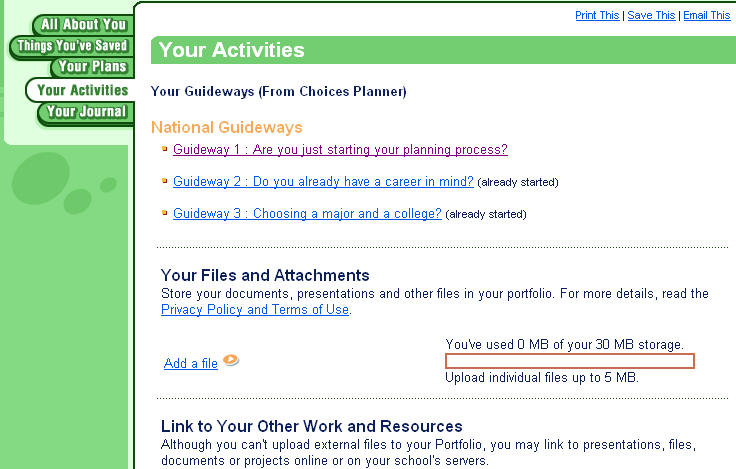 Print This | Save This | Email This
All About You
Things You've Saved
Your Plans
Your Activities
Your Journal
Your Activities
Your Guideways (From Choices Planner)
National Guideways
Guideway 1 : Are you just starting your planning process?
Guideway 2 : Do you already have a career in mind? (already started)
Guideway 3 : Choosing a major and a college? (already started)
Your Files and Attachments
Store your documents, presentations and other files in your portfolio. For more details, read the
Privacy Policy and Terms of Use.
You've used 0 MB of your 30 MB storage.
Add a file
Upload individual files up to 5 MB.
Link to Your Other Work and Resources
Although you can't upload external files to your Portfolio, you may link to presentations, files,
documents or projects online or on your school's servers.